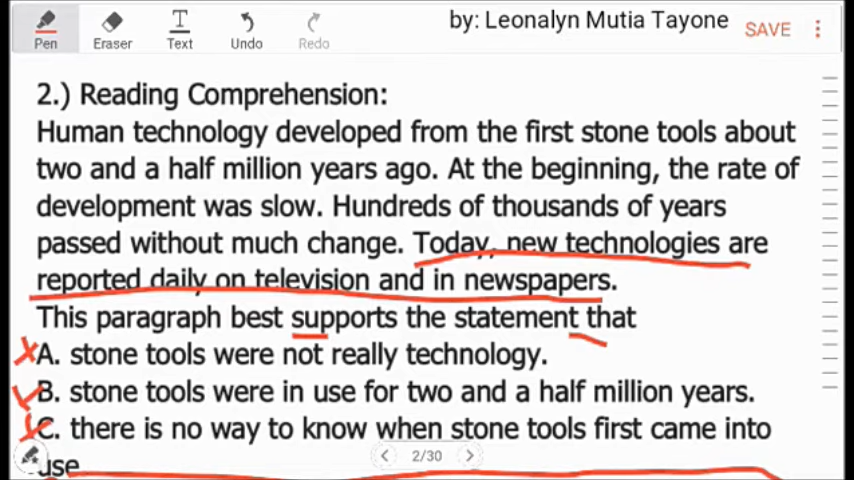 by: Leonalyn Mutia Tayone
Pen Eraser Text Undo Redo SAVE
2.) Reading Comprehension:
Human technology developed from the first stone tools about
two and a half million years ago. At the beginning, the rate of
development was slow. Hundreds of thousands of years
passed without much change. Today, new technologies are
reported daily on television and in newspapers.
This paragraph best supports the statement that
A. stone tools were not really technology.
B. stone tools were in use for two and a half million years.
C. there is no way to know when stone tools first came into
use
2/30